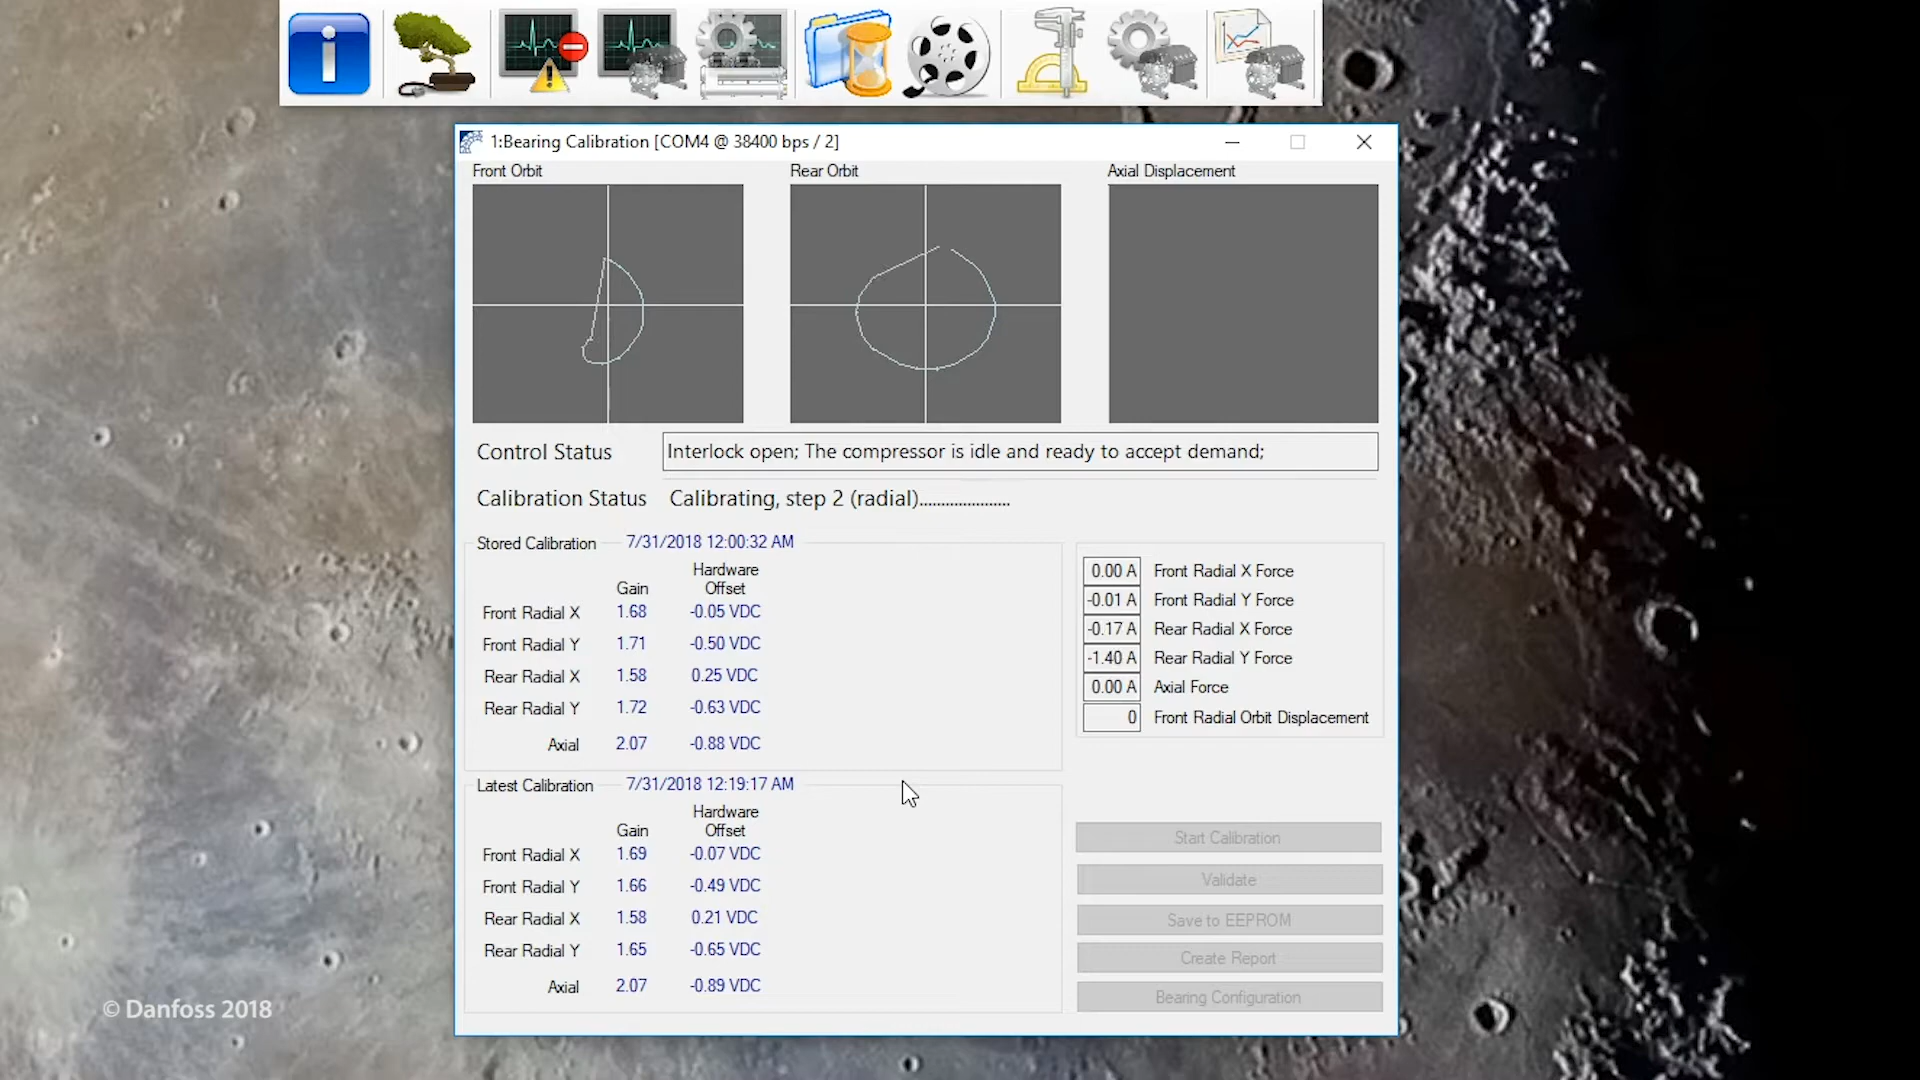 1:Bearing Calibration [COM4 @ 38400 bps / 2]
Front Orbit
Rear Orbit
Axial Displacement
Control Status
Interlock open; The compressor is idle and ready to accept demand;
Calibration Status
Calibrating, step 2 (radial).....................
Stored Calibration
7/31/2018 12:00:32 AM
Gain
Hardware
Offset
Front Radial X 1.68 -0.05 VDC
Front Radial Y 1.71 -0.50 VDC
Rear Radial X 1.58 0.25 VDC
Rear Radial Y 1.72 -0.63 VDC
Axial 2.07 -0.88 VDC
0.00 A Front Radial X Force
-0.01 A Front Radial Y Force
-0.17 A Rear Radial X Force
-1.40 A Rear Radial Y Force
0.00 A Axial Force
0 Front Radial Orbit Displacement
Latest Calibration
7/31/2018 12:19:17 AM
Gain
Hardware
Offset
Front Radial X 1.69 -0.07 VDC
Front Radial Y 1.66 -0.49 VDC
Rear Radial X 1.58 0.21 VDC
Rear Radial Y 1.65 -0.65 VDC
Axial 2.07 -0.89 VDC
Start Calibration
Validate
Save to EEPROM
Create Report
Bearing Configuration
© Danfoss 2018